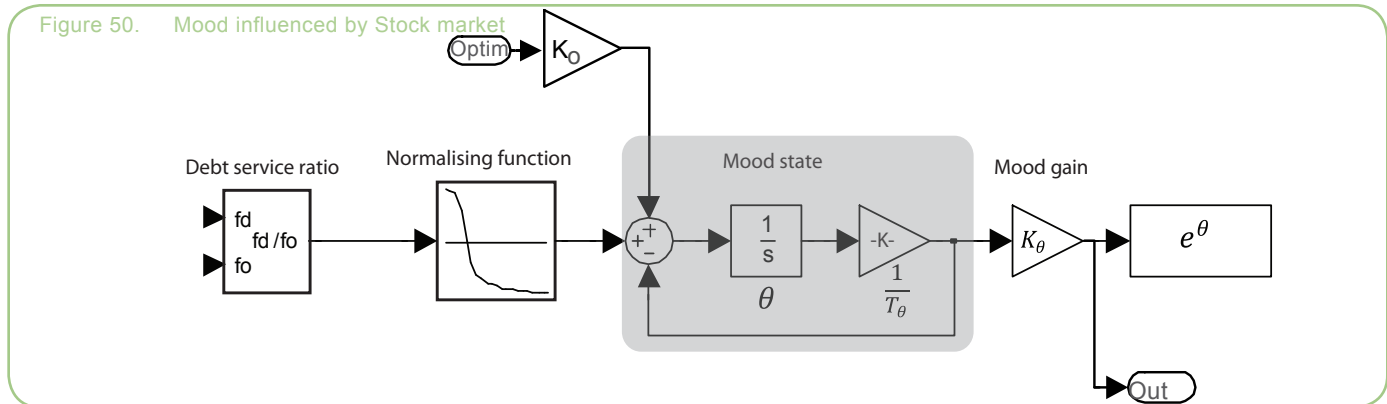 Figure 50. Mood influenced by Stock market
Optim
Ko
Debt service ratio
Normalising function
Mood state
Mood gain
fd
fd /fo
fo
+
+
-
1
s
θ
-K-
1
Tθ
Kθ
e^θ
Out